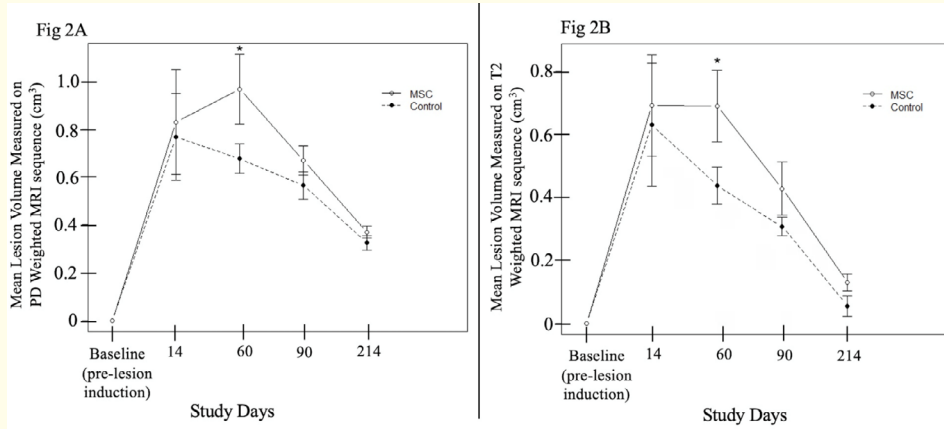 Fig 2A
Mean Lesion Volume Measured on
PD Weighted MRI sequence (cm³)
1.0
0.8
0.6
0.4
0.2
0
*
MSC
Control
Baseline
(pre-lesion
induction)
14
60
90
214
Study Days
Fig 2B
Mean Lesion Volume Measured on T2
Weighted MRI sequence (cm³)
0.8
0.6
0.4
0.2
0
*
MSC
Control
Baseline
(pre-lesion
induction)
14
60
90
214
Study Days